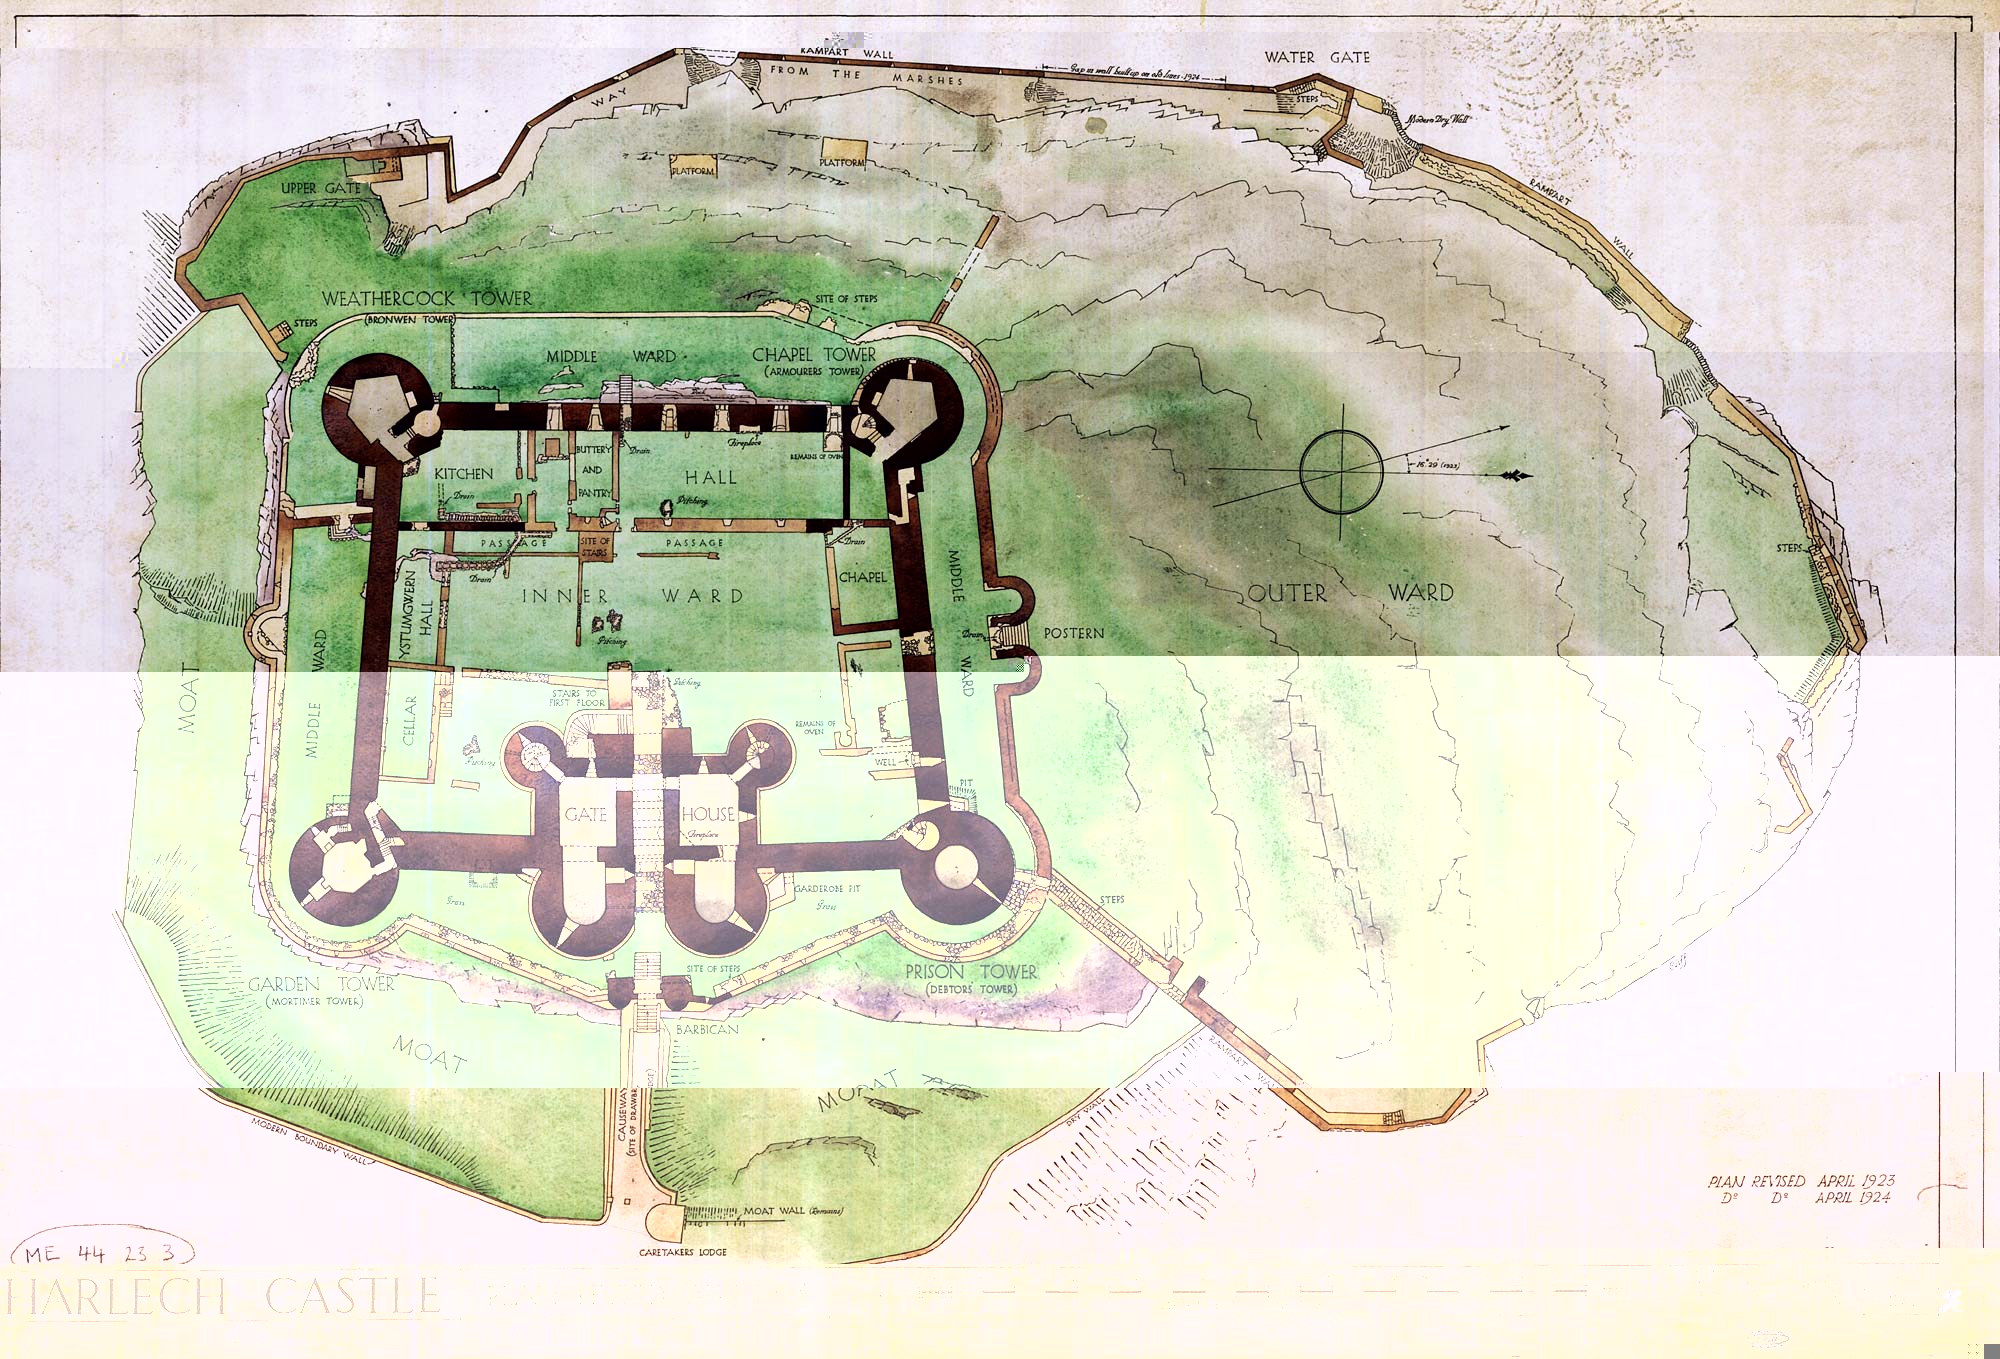 RAMPART WALL
WATER GATE
FROM THE MARSHES
Gap in wall built up on old lines - 1924
WAY
STEPS
Modern Dry Wall
PLATFORM
PLATFORM
UPPER GATE
RAMPART
WALL
WEATHERCOCK TOWER
(BRONWEN TOWER)
SITE OF STEPS
STEPS
MIDDLE WARD
CHAPEL TOWER
(ARMOURERS TOWER)
Fireplace
BUTTERY
AND
PANTRY
Drain
REMAINS OF OVEN
KITCHEN
HALL
16° 29' (1923)
Drain
Pitching
PASSAGE
SITE OF
STAIRS
PASSAGE
Drain
STEPS
Drain
CHAPEL
MIDDLE
WARD
INNER WARD
OUTER WARD
YSTUMGWERN
HALL
Pitching
Drain
POSTERN
MIDDLE WARD
MOAT
Pitching
STAIRS TO
FIRST FLOOR
CELLAR
REMAINS OF
OVEN
Pitching
WELL
PIT
GATE HOUSE
Fireplace
GARDEROBE PIT
Grass
Grass
STEPS
SITE OF STEPS
GARDEN TOWER
(MORTIMER TOWER)
PRISON TOWER
(DEBTORS TOWER)
Cliff
BARBICAN
MOAT
RAMPART
MOAT
CAUSEWAY
DRY WALL
MODERN BOUNDARY WALL
PLAN REVISED APRIL 1923
Do Do APRIL 1924
MOAT WALL (Remains)
CARETAKERS LODGE
ME 44 23 3
HARLECH CASTLE